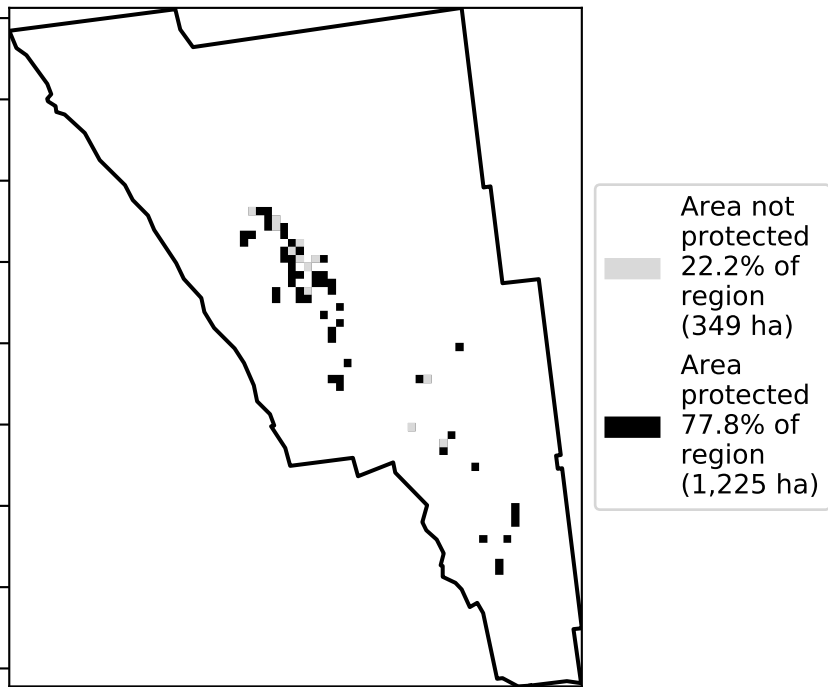 Area not
protected
22.2% of
region
(349 ha)
Area
protected
77.8% of
region
(1,225 ha)